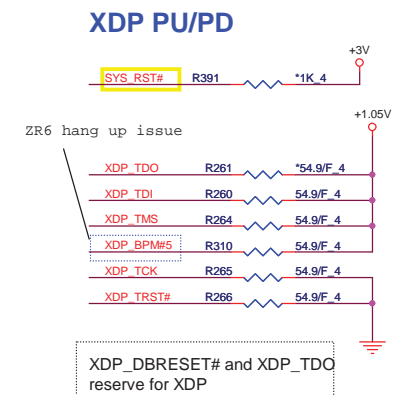 XDP PU/PD
+3V
SYS_RST# R391 *1K_4
+1.05V
ZR6 hang up issue
XDP_TDO R261 *54.9/F_4
XDP_TDI R260 54.9/F_4
XDP_TMS R264 54.9/F_4
XDP_BPM#5 R310 54.9/F_4
XDP_TCK R265 54.9/F_4
XDP_TRST# R266 54.9/F_4
XDP_DBRESET# and XDP_TDO
reserve for XDP